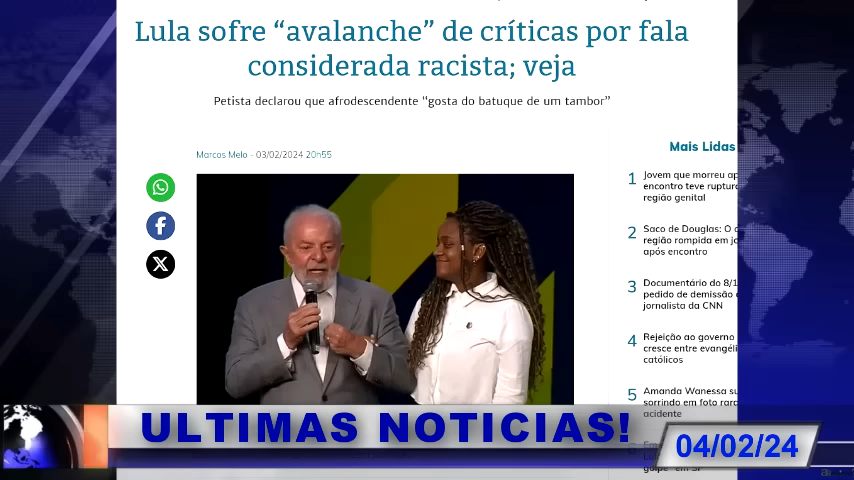 Lula sofre “avalanche” de críticas por fala
considerada racista; veja
Petista declarou que afrodescendente “gosta do batuque de um tambor”
Marcos Melo - 03/02/2024 20h55
Mais Lidas
1 Jovem que morreu ap
encontro teve ruptur
região genital
2 Saco de Douglas: O
região rompida em jo
após encontro
3 Documentário do 8/1
pedido de demissão
jornalista da CNN
4 Rejeição ao governo
cresce entre evangéli
católicos
5 Amanda Wanessa su
sorrindo em foto rara
acidente
ULTIMAS NOTICIAS!
04/02/24